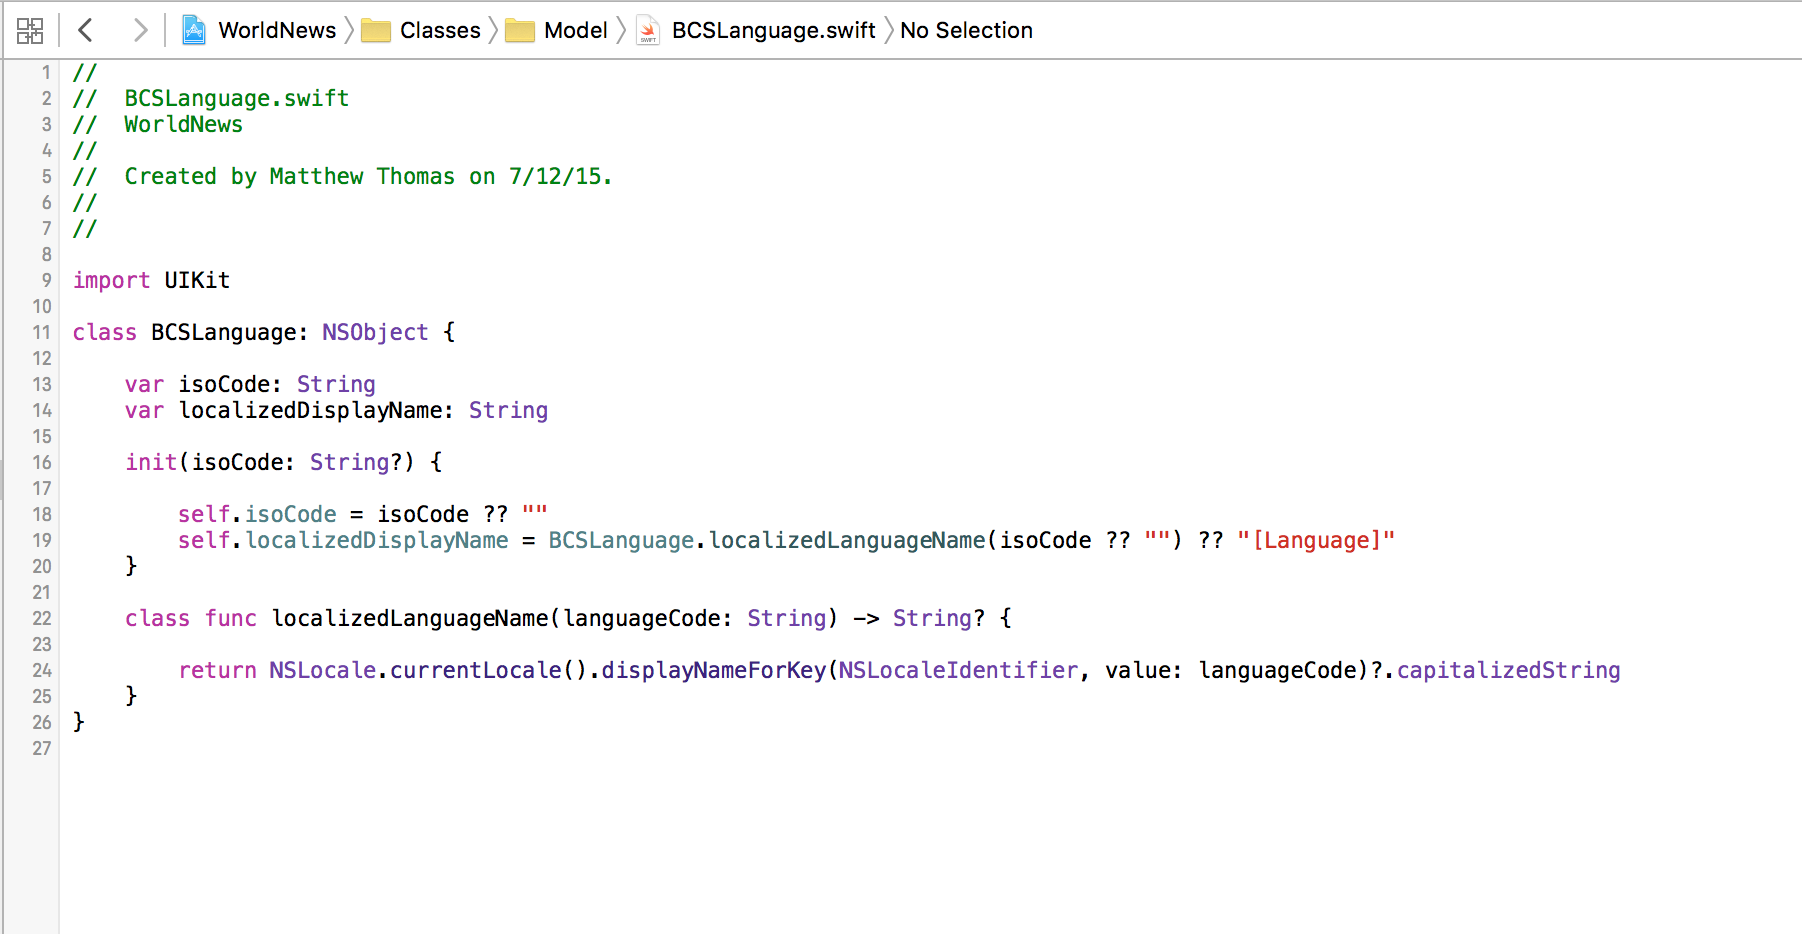 WorldNews Classes Model BCSLanguage.swift No Selection
1 //
2 //  BCSLanguage.swift
3 //  WorldNews
4 //
5 //  Created by Matthew Thomas on 7/12/15.
6 //
7 //
8
9 import UIKit
10
11 class BCSLanguage: NSObject {
12
13     var isoCode: String
14     var localizedDisplayName: String
15
16     init(isoCode: String?) {
17
18         self.isoCode = isoCode ?? ""
19         self.localizedDisplayName = BCSLanguage.localizedLanguageName(isoCode ?? "") ?? "[Language]"
20     }
21
22     class func localizedLanguageName(languageCode: String) -> String? {
23
24         return NSLocale.currentLocale().displayNameForKey(NSLocaleIdentifier, value: languageCode)?.capitalizedString
25     }
26 }
27